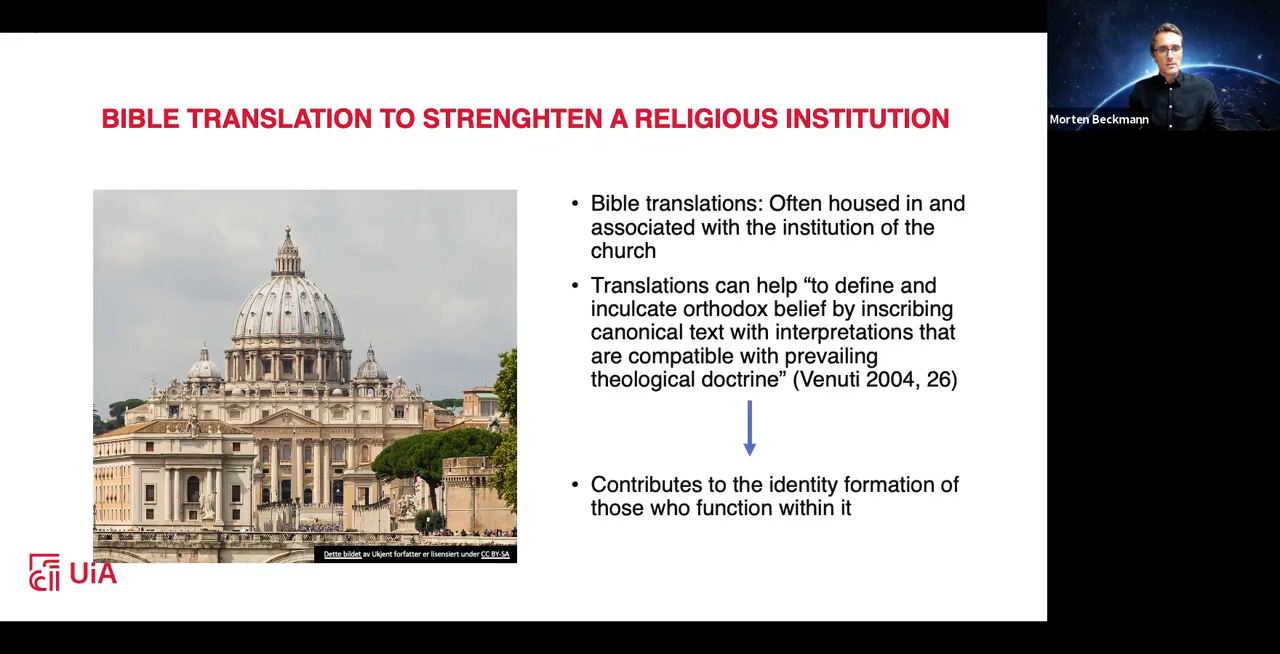 BIBLE TRANSLATION TO STRENGHTEN A RELIGIOUS INSTITUTION
Morten Beckmann
• Bible translations: Often housed in and
associated with the institution of the
church
• Translations can help “to define and
inculcate orthodox belief by inscribing
canonical text with interpretations that
are compatible with prevailing
theological doctrine” (Venuti 2004, 26)
• Contributes to the identity formation of
those who function within it
Dette bildet av Ukjent forfatter er lisensiert under CC BY-SA
UiA